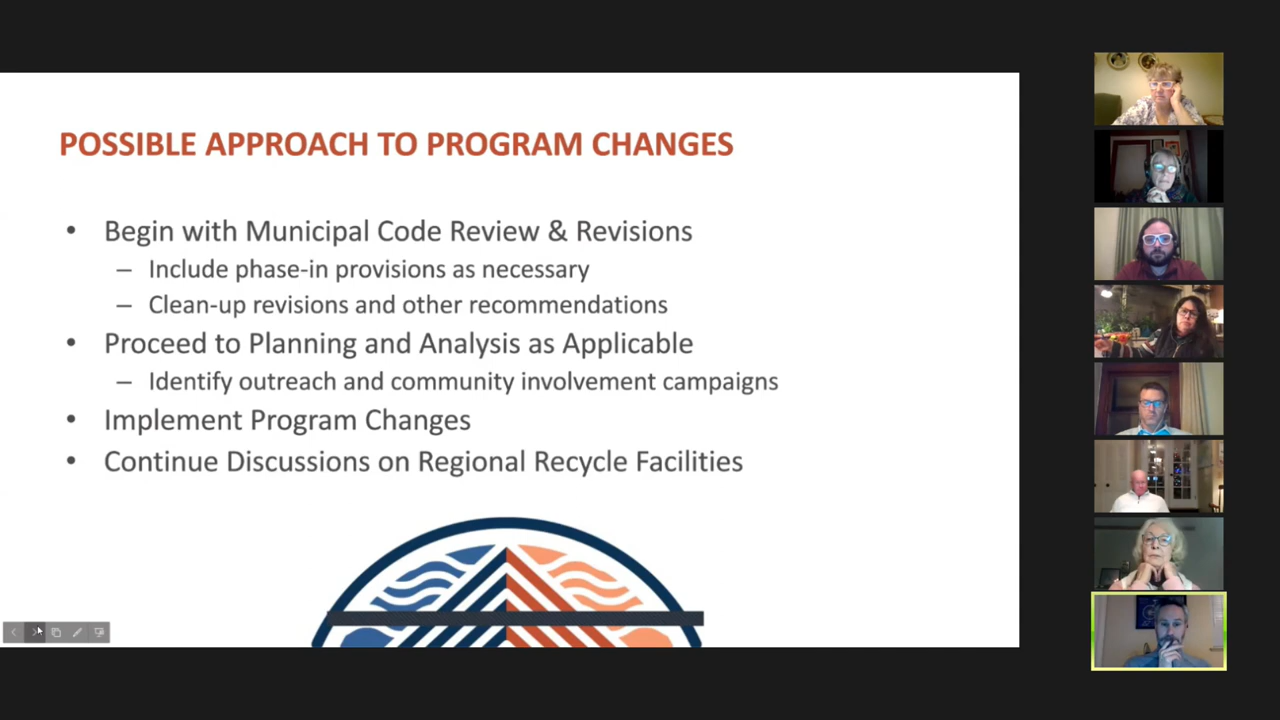 POSSIBLE APPROACH TO PROGRAM CHANGES
• Begin with Municipal Code Review & Revisions
– Include phase-in provisions as necessary
– Clean-up revisions and other recommendations
• Proceed to Planning and Analysis as Applicable
– Identify outreach and community involvement campaigns
• Implement Program Changes
• Continue Discussions on Regional Recycle Facilities